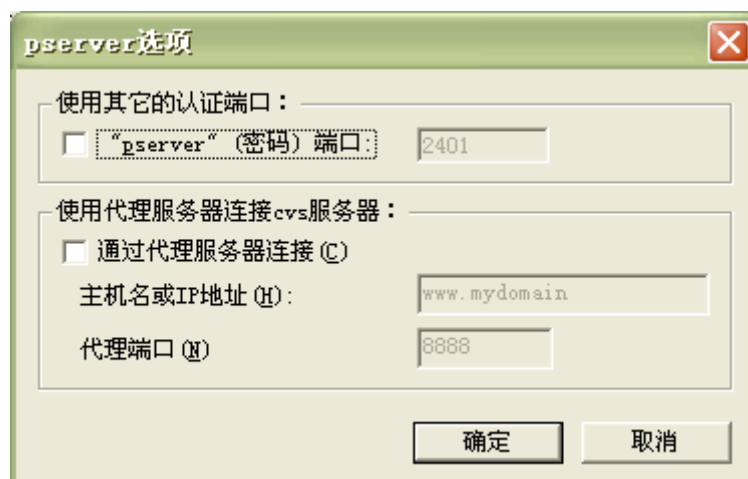 pserver选项
使用其它的认证端口：
"pserver" (密码) 端口: 2401
使用代理服务器连接cvs服务器：
通过代理服务器连接(C)
主机名或IP地址(H): www.mydomain
代理端口(N) 8888
确定 取消